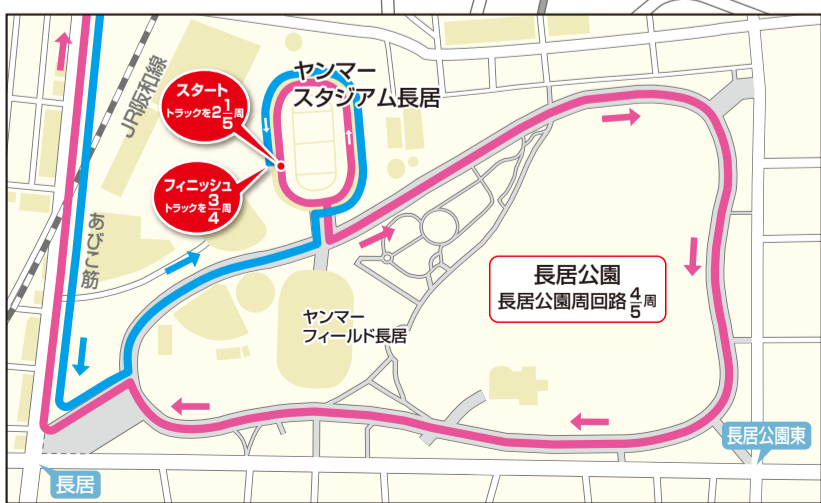 ヤンマー
スタジアム長居
スタート
トラックを2 1/5周
フィニッシュ
トラックを3/4周
JR阪和線
あびこ筋
長居公園
長居公園周回路4/5周
ヤンマー
フィールド長居
長居公園東
長居